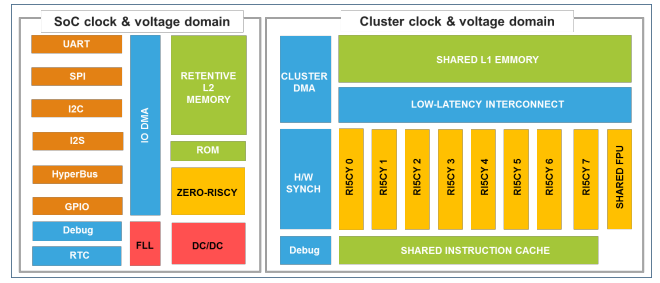 SoC clock & voltage domain
UART
SPI
I2C
I2S
HyperBus
GPIO
Debug
RTC
IO DMA
FLL
RETENTIVE
L2
MEMORY
ROM
ZERO-RISCY
DC/DC
Cluster clock & voltage domain
CLUSTER
DMA
SHARED L1 EMMORY
LOW-LATENCY INTERCONNECT
H/W
SYNCH
RI5CY 0
RI5CY 1
RI5CY 2
RI5CY 3
RI5CY 4
RI5CY 5
RI5CY 6
RI5CY 7
SHARED FPU
Debug
SHARED INSTRUCTION CACHE